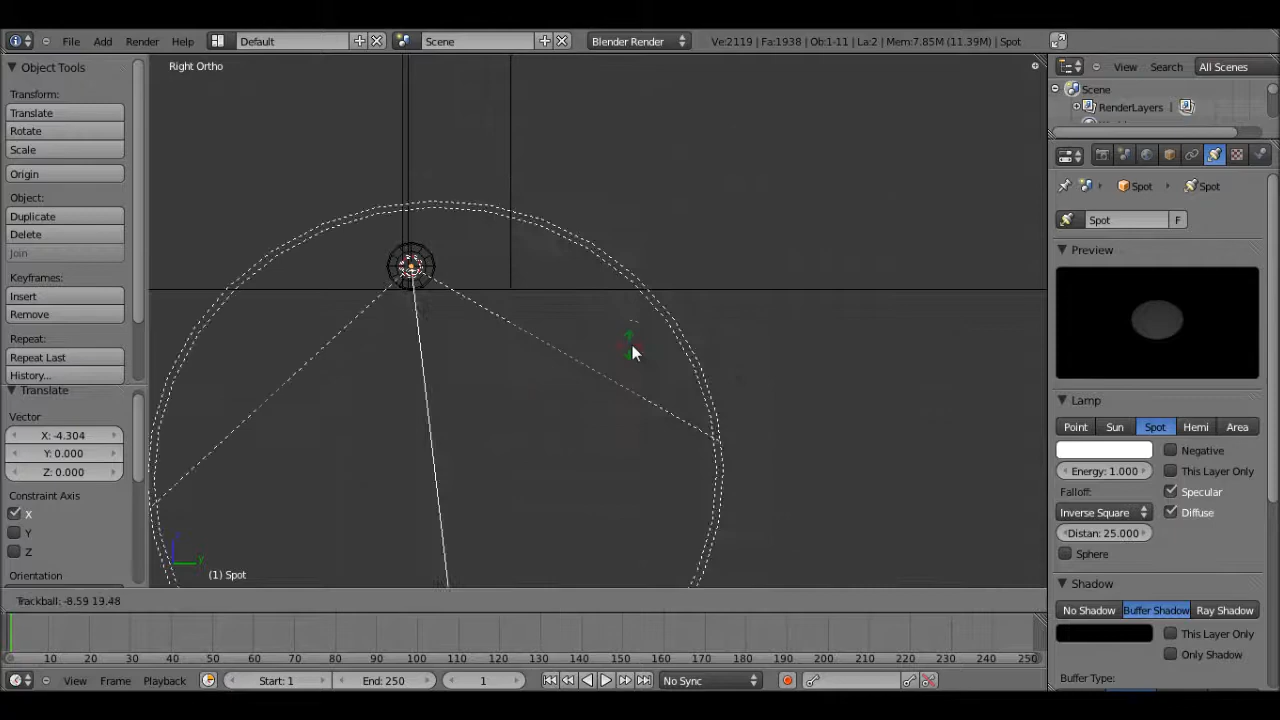 File Add Render Help Default Scene Blender Render Ve:2119 | Fa:1938 | Ob:1-11 | La:2 | Mem:7.85M (11.39M) | Spot
Object Tools
Transform:
Translate
Rotate
Scale
Origin
Object:
Duplicate
Delete
Join
Keyframes:
Insert
Remove
Repeat:
Repeat Last
History...
Translate
Vector
X: -4.304
Y: 0.000
Z: 0.000
Constraint Axis
X
Y
Z
Orientation
Right Ortho
(1) Spot
Trackball: -8.59 19.48
10 20 30 40 50 60 70 80 90 100 110 120 130 140 150 160 170 180 190 200 210 220 230 240 250
View Frame Playback Start: 1 End: 250 1 No Sync
View Search All Scenes
Scene
RenderLayers
Spot Spot
Spot F
Preview
Lamp
Point Sun Spot Hemi Area
Negative
Energy: 1.000 This Layer Only
Falloff: Specular
Inverse Square Diffuse
Distan: 25.000
Sphere
Shadow
No Shadow Buffer Shadow Ray Shadow
This Layer Only
Only Shadow
Buffer Type: